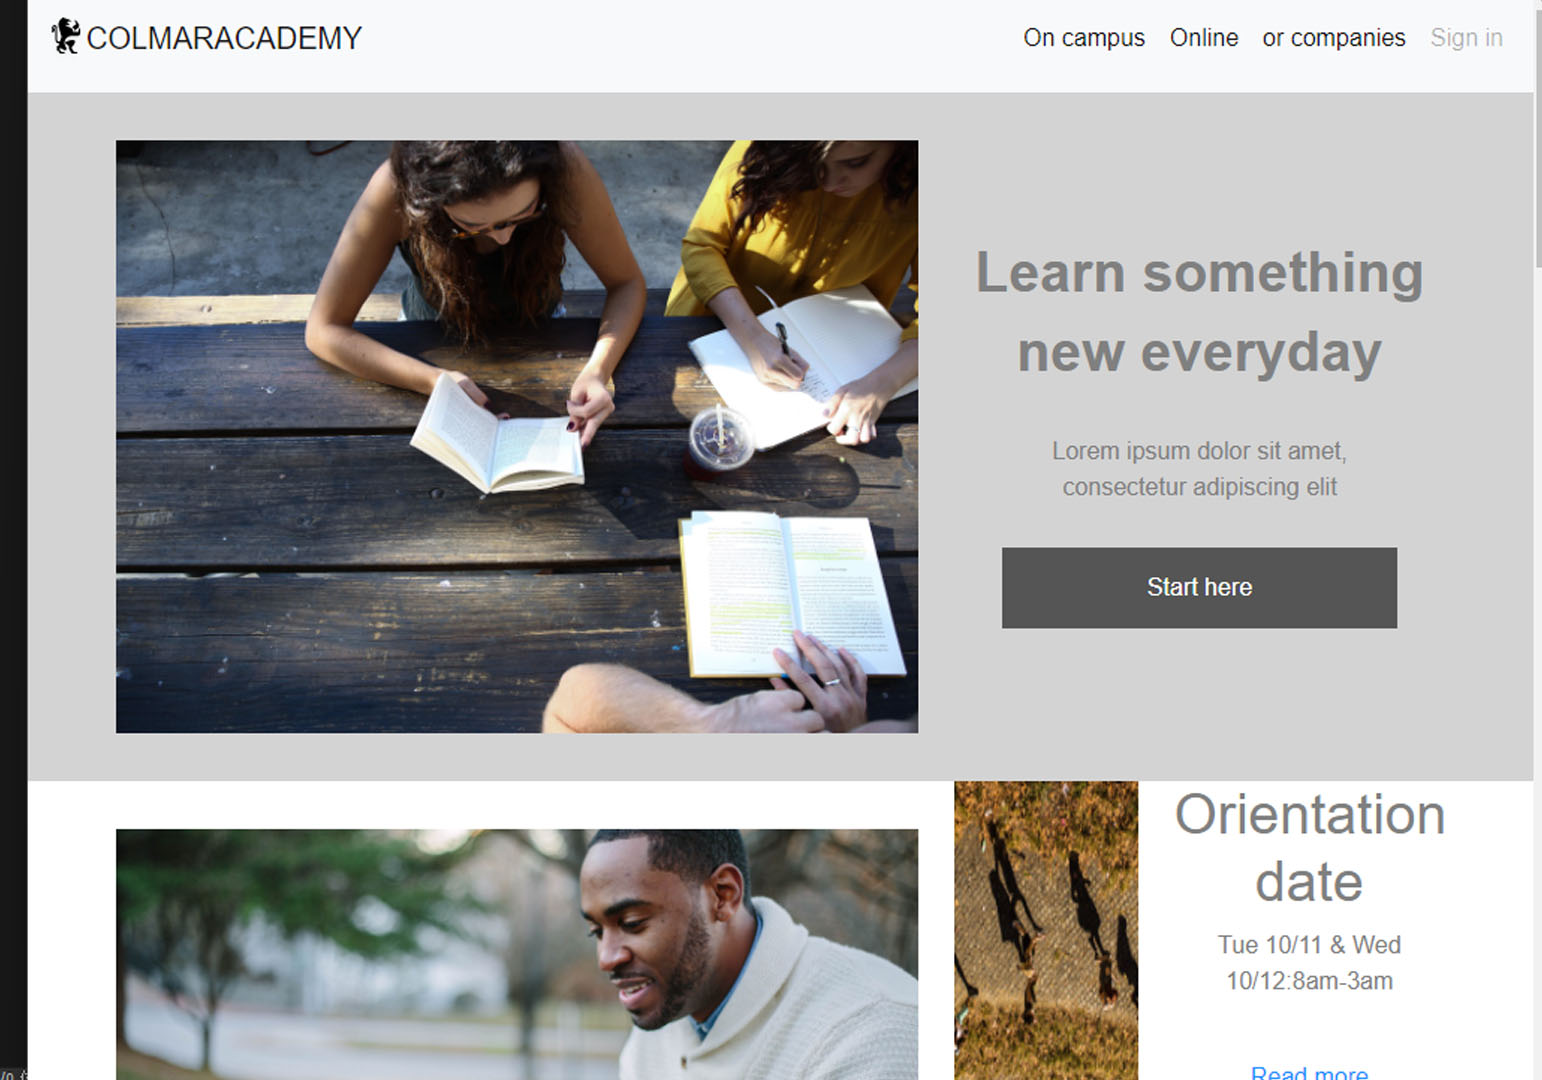 COLMARACADEMY
On campus Online or companies Sign in
Learn something
new everyday
Lorem ipsum dolor sit amet,
consectetur adipiscing elit
Start here
Orientation
date
Tue 10/11 & Wed
10/12:8am-3am
Read more